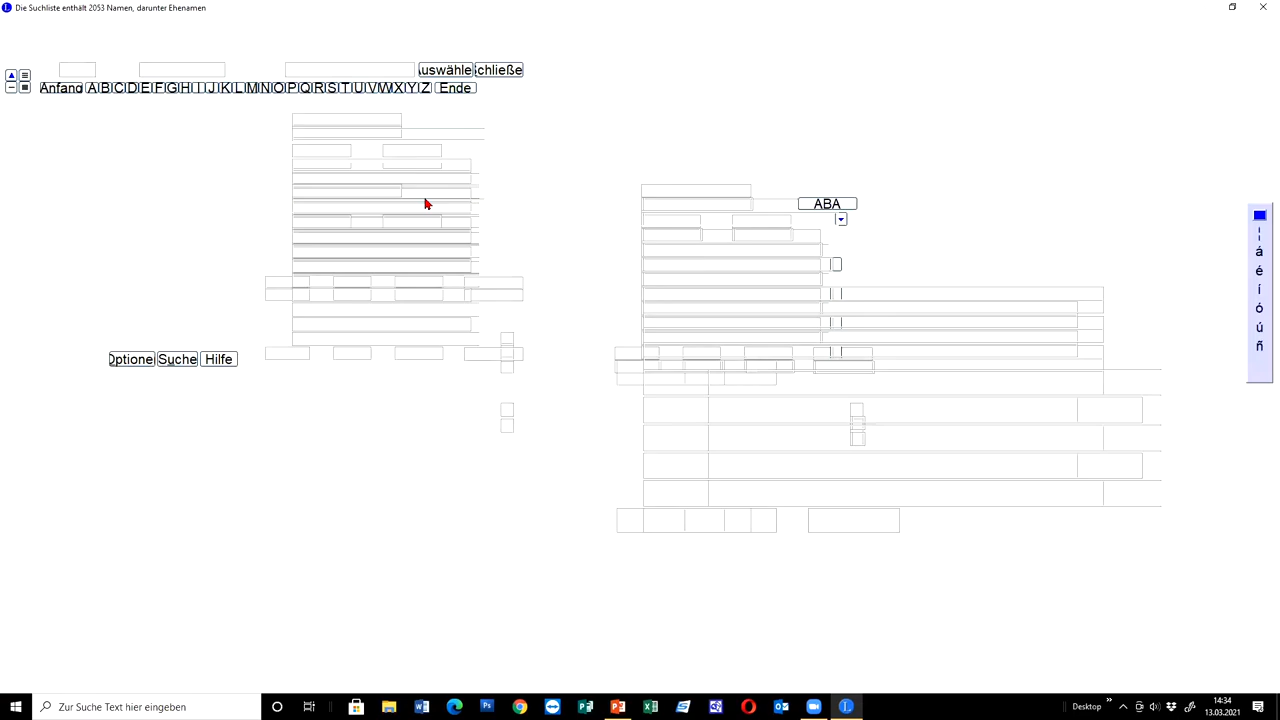 Die Suchliste enthält 2053 Namen, darunter Ehenamen
uswähle chließe
Anfang A B C D E F G H I J K L M N O P Q R S T U V W X Y Z Ende
ABA
á
é
í
ó
ú
ñ
Optione Suche Hilfe
Zur Suche Text hier eingeben
Desktop
14:34
13.03.2021